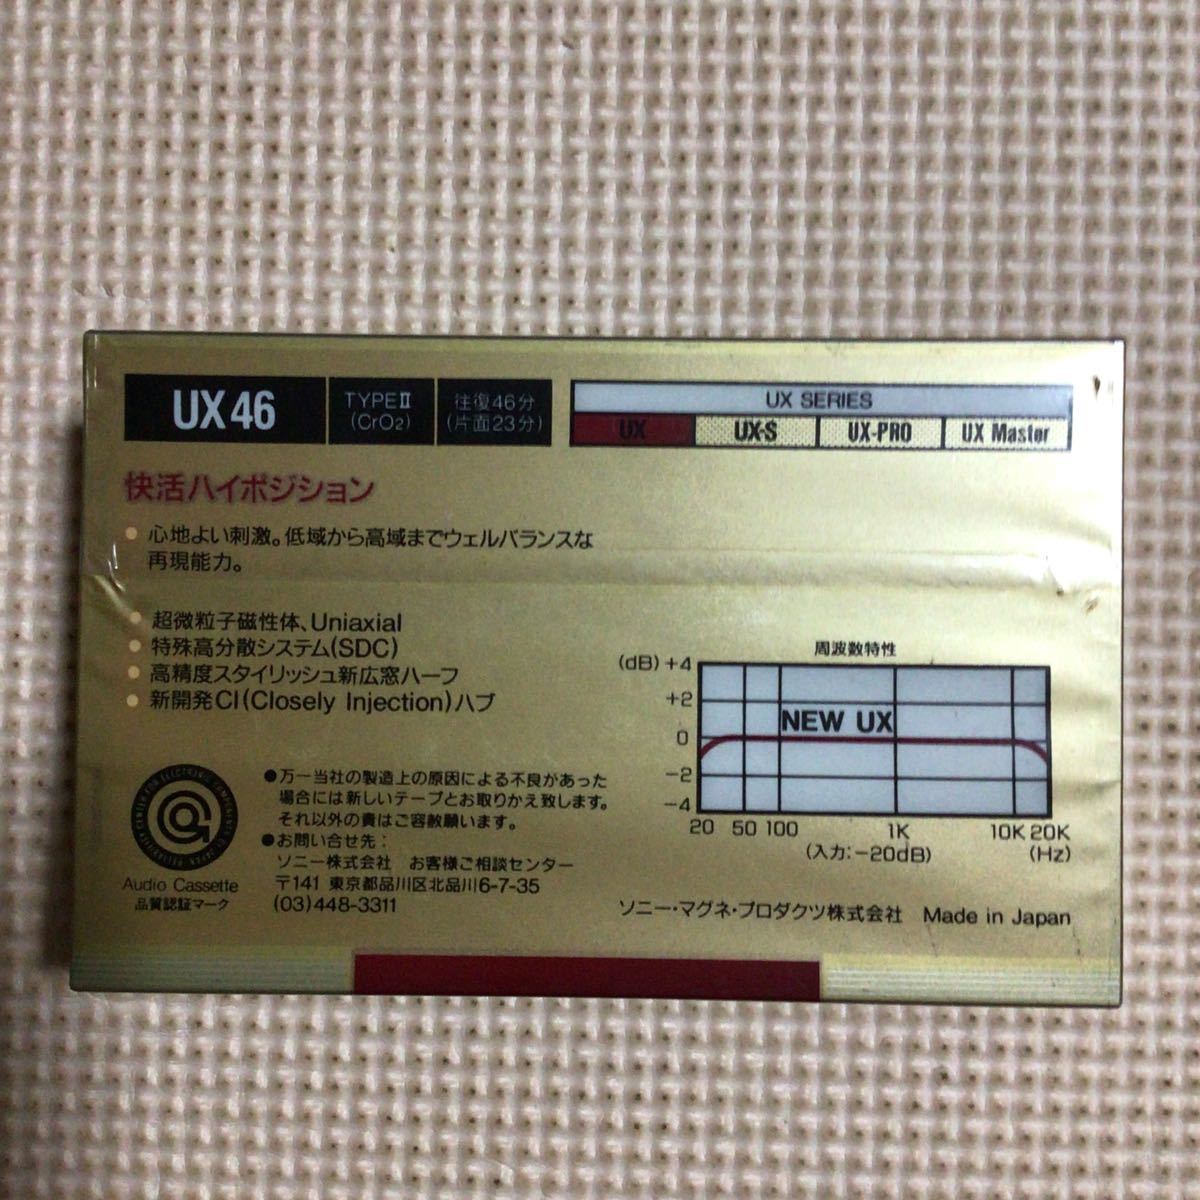 UX46
TYPEⅡ
(CrO2)
往復46分
(片面23分)
UX SERIES
UX UX-S UX-PRO UX Master
快活ハイポジション
心地よい刺激。低域から高域までウェルバランスな
再現能力。
超微粒子磁性体、Uniaxial
特殊高分散システム(SDC)
高精度スタイリッシュ新広窓ハーフ
新開発CI(Closely Injection)ハブ
周波数特性
(dB) +4
+2
0
−2
−4
NEW UX
20 50 100 1K 10K 20K
(入力:−20dB) (Hz)
●万一当社の製造上の原因による不良があった
場合には新しいテープとお取りかえ致します。
それ以外の責はご容赦願います。
●お問い合せ先:
ソニー株式会社 お客様ご相談センター
〒141 東京都品川区北品川6-7-35
(03)448-3311
RELIABILITY CENTER FOR ELECTRONIC COMPONENTS OF JAPAN
Audio Cassette
品質認証マーク
ソニー・マグネ・プロダクツ株式会社 Made in Japan